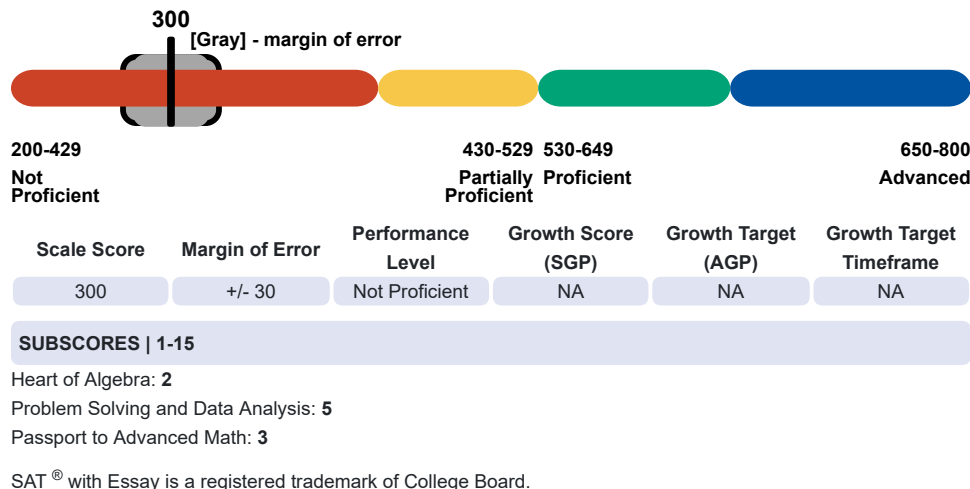 300
[Gray] - margin of error
200-429 430-529 530-649 650-800
Not Proficient Partially Proficient Proficient Advanced
Scale Score Margin of Error Performance Level Growth Score (SGP) Growth Target (AGP) Growth Target Timeframe
300 +/- 30 Not Proficient NA NA NA
SUBSCORES | 1-15
Heart of Algebra: 2
Problem Solving and Data Analysis: 5
Passport to Advanced Math: 3
SAT ® with Essay is a registered trademark of College Board.